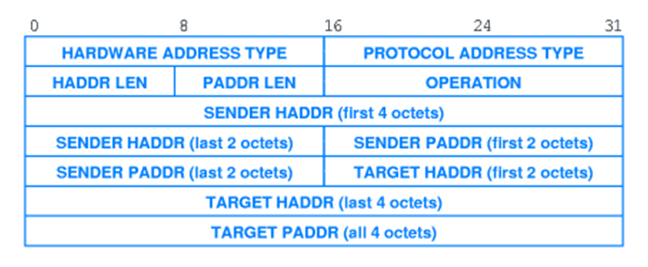 0 8 16 24 31
HARDWARE ADDRESS TYPE PROTOCOL ADDRESS TYPE
HADDR LEN PADDR LEN OPERATION
SENDER HADDR (first 4 octets)
SENDER HADDR (last 2 octets) SENDER PADDR (first 2 octets)
SENDER PADDR (last 2 octets) TARGET HADDR (first 2 octets)
TARGET HADDR (last 4 octets)
TARGET PADDR (all 4 octets)